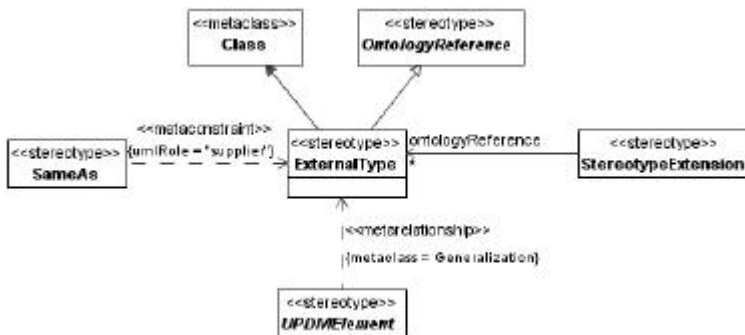 <<metaclass>>
Class
<<stereotype>>
OntologyReference
<<metaconstraint>>
{umlRole = "supplier"}
<<stereotype>>
SameAs
<<stereotype>>
ExternalType
ontologyReference
*
<<stereotype>>
StereotypeExtension
<<metarelationship>>
{metaclass = Generalization}
<<stereotype>>
UPDMElement